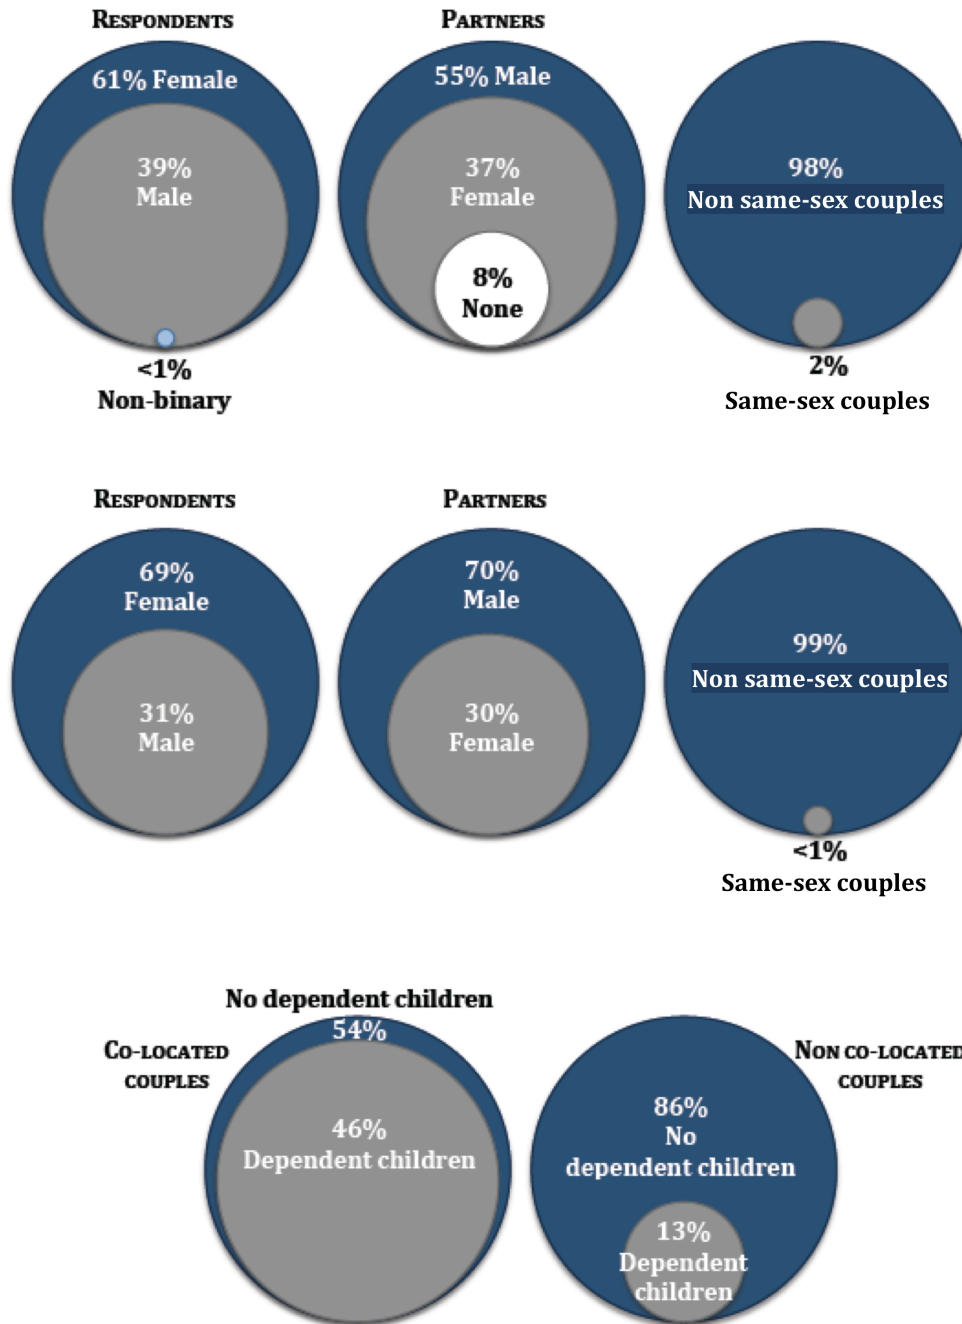 RESPONDENTS
PARTNERS
61% Female
39%
Male
<1%
Non-binary
55% Male
37%
Female
8%
None
98%
Non same-sex couples
2%
Same-sex couples
RESPONDENTS
PARTNERS
69%
Female
31%
Male
70%
Male
30%
Female
99%
Non same-sex couples
<1%
Same-sex couples
No dependent children
54%
CO-LOCATED
COUPLES
46%
Dependent children
NON CO-LOCATED
COUPLES
86%
No
dependent children
13%
Dependent
children